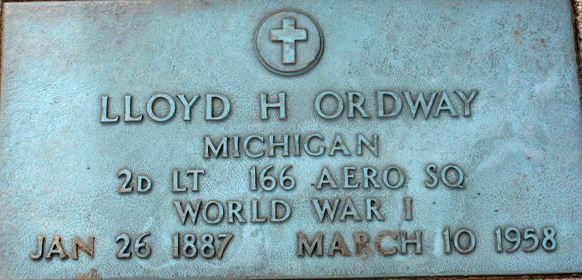 LLOYD H ORDWAY
MICHIGAN
2D LT 166 AERO SQ
WORLD WAR I
JAN 26 1887 MARCH 10 1958